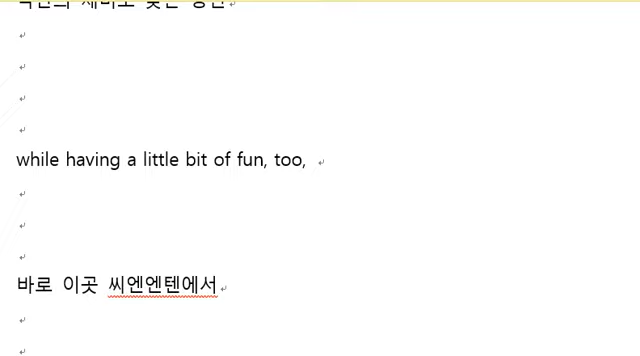 while having a little bit of fun, too,
바로 이곳 씨엔엔텐에서